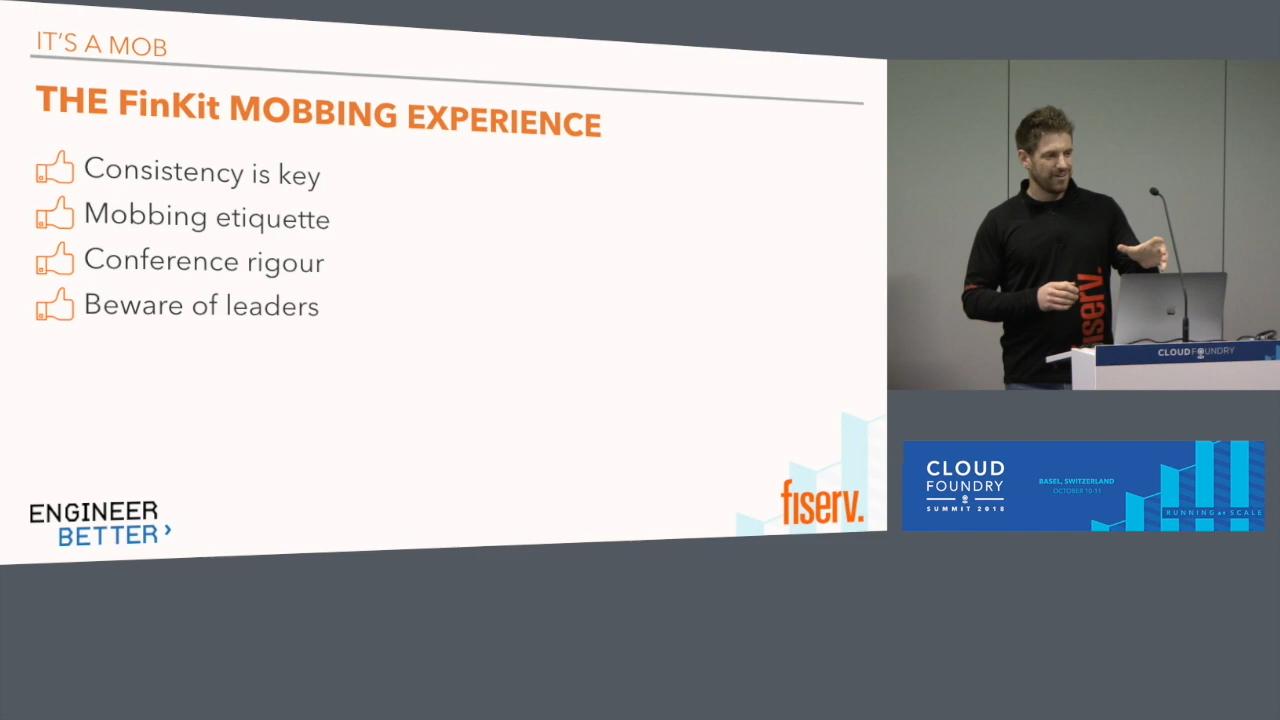 IT'S A MOB
THE FinKit MOBBING EXPERIENCE
Consistency is key
Mobbing etiquette
Conference rigour
Beware of leaders
ENGINEER
BETTER
fiserv.
fiserv.
CLOUD FOUNDRY
CLOUD
FOUNDRY
SUMMIT 2018
BASEL, SWITZERLAND
OCTOBER 10-11
RUNNING AT SCALE